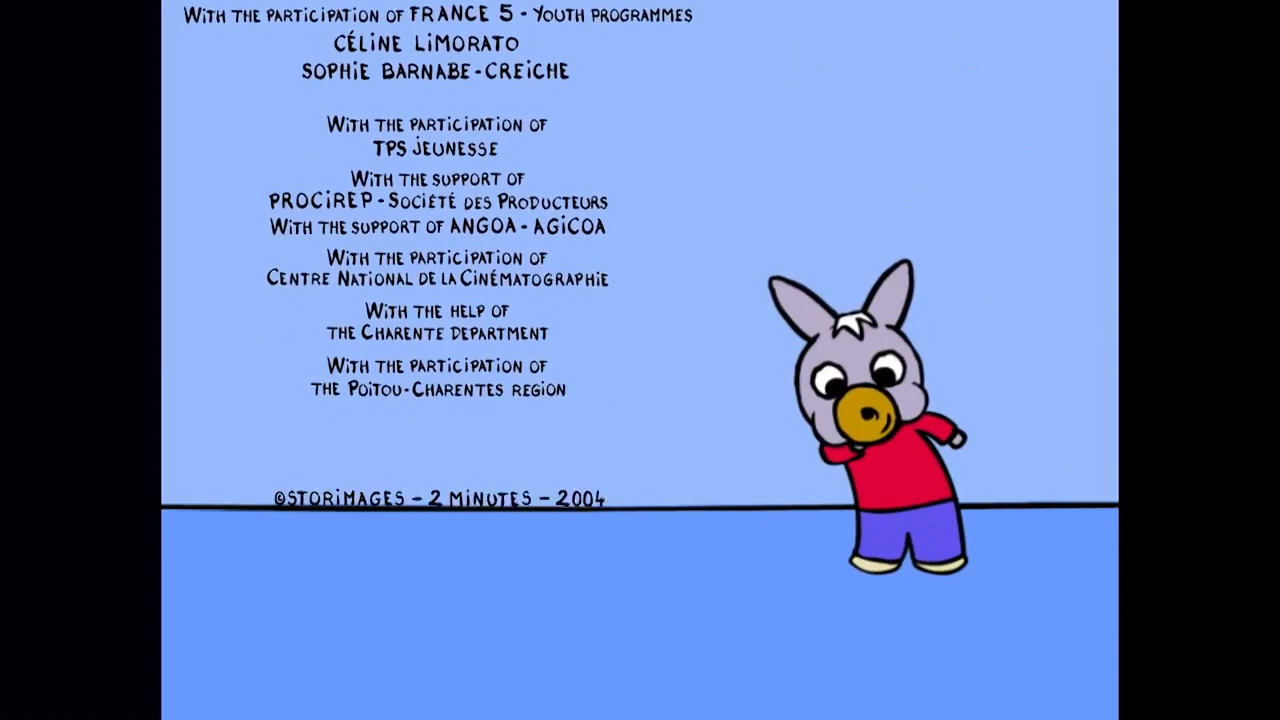 WITH THE PARTICIPATION OF FRANCE 5 - YOUTH PROGRAMMES
CÉLINE LIMORATO
SOPHIE BARNABE-CREICHE
WITH THE PARTICIPATION OF
TPS JEUNESSE
WITH THE SUPPORT OF
PROCIREP - SOCIÉTÉ DES PRODUCTEURS
WITH THE SUPPORT OF ANGOA - AGICOA
WITH THE PARTICIPATION OF
CENTRE NATIONAL DE LA CINÉMATOGRAPHIE
WITH THE HELP OF
THE CHARENTE DEPARTMENT
WITH THE PARTICIPATION OF
THE POITOU-CHARENTES REGION
©STORIMAGES - 2 MINUTES - 2004